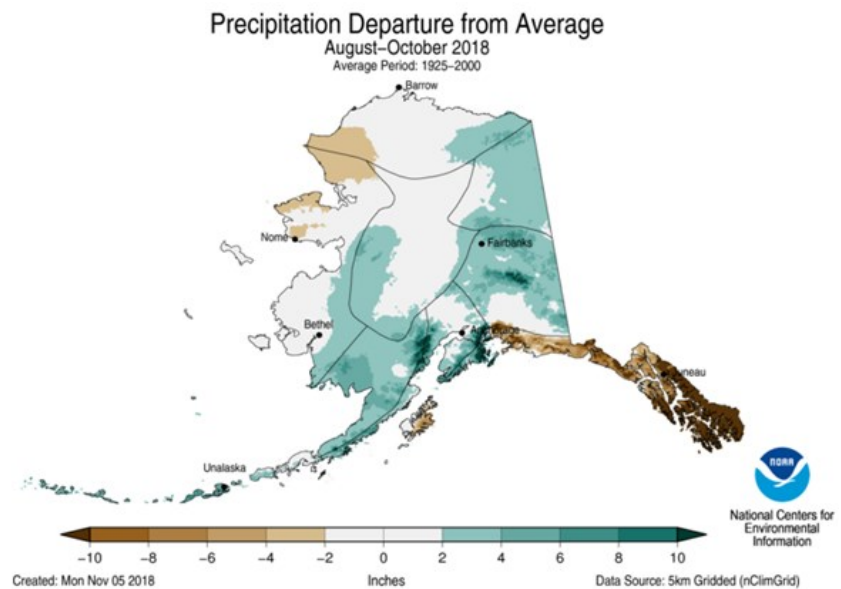 Precipitation Departure from Average
August–October 2018
Average Period: 1925–2000
Barrow
Nome
Fairbanks
Bethel
Unalaska
NOAA
National Centers for
Environmental
Information
−10 −8 −6 −4 −2 0 2 4 6 8 10
Created: Mon Nov 05 2018 Inches Data Source: 5km Gridded (nClimGrid)